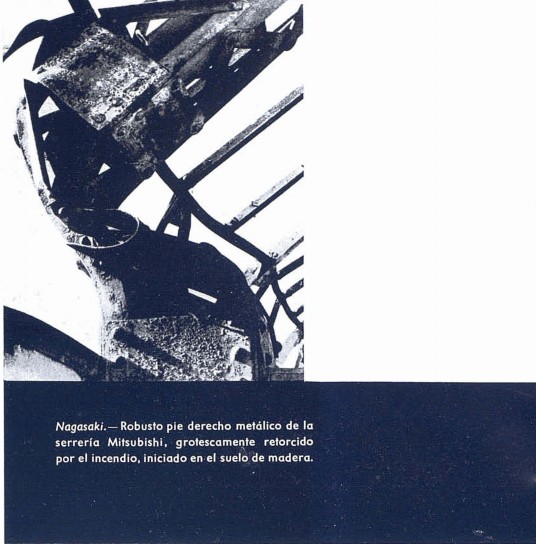 Nagasaki.— Robusto pie derecho metálico de la
serrería Mitsubishi, grotescamente retorcido
por el incendio, iniciado en el suelo de madera.